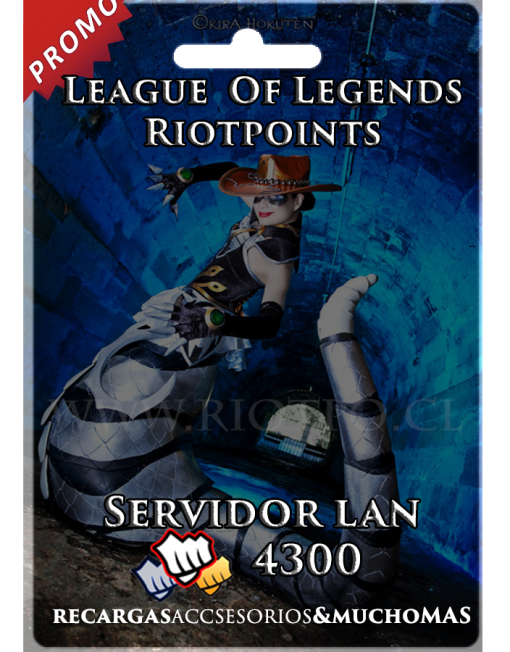 ©KIRA HOKUTEN
PROMO
LEAGUE OF LEGENDS
RIOTPOINTS
WWW.RIOTPO.CL
SERVIDOR LAN
4300
RECARGASACCSESORIOS&MUCHOMAS